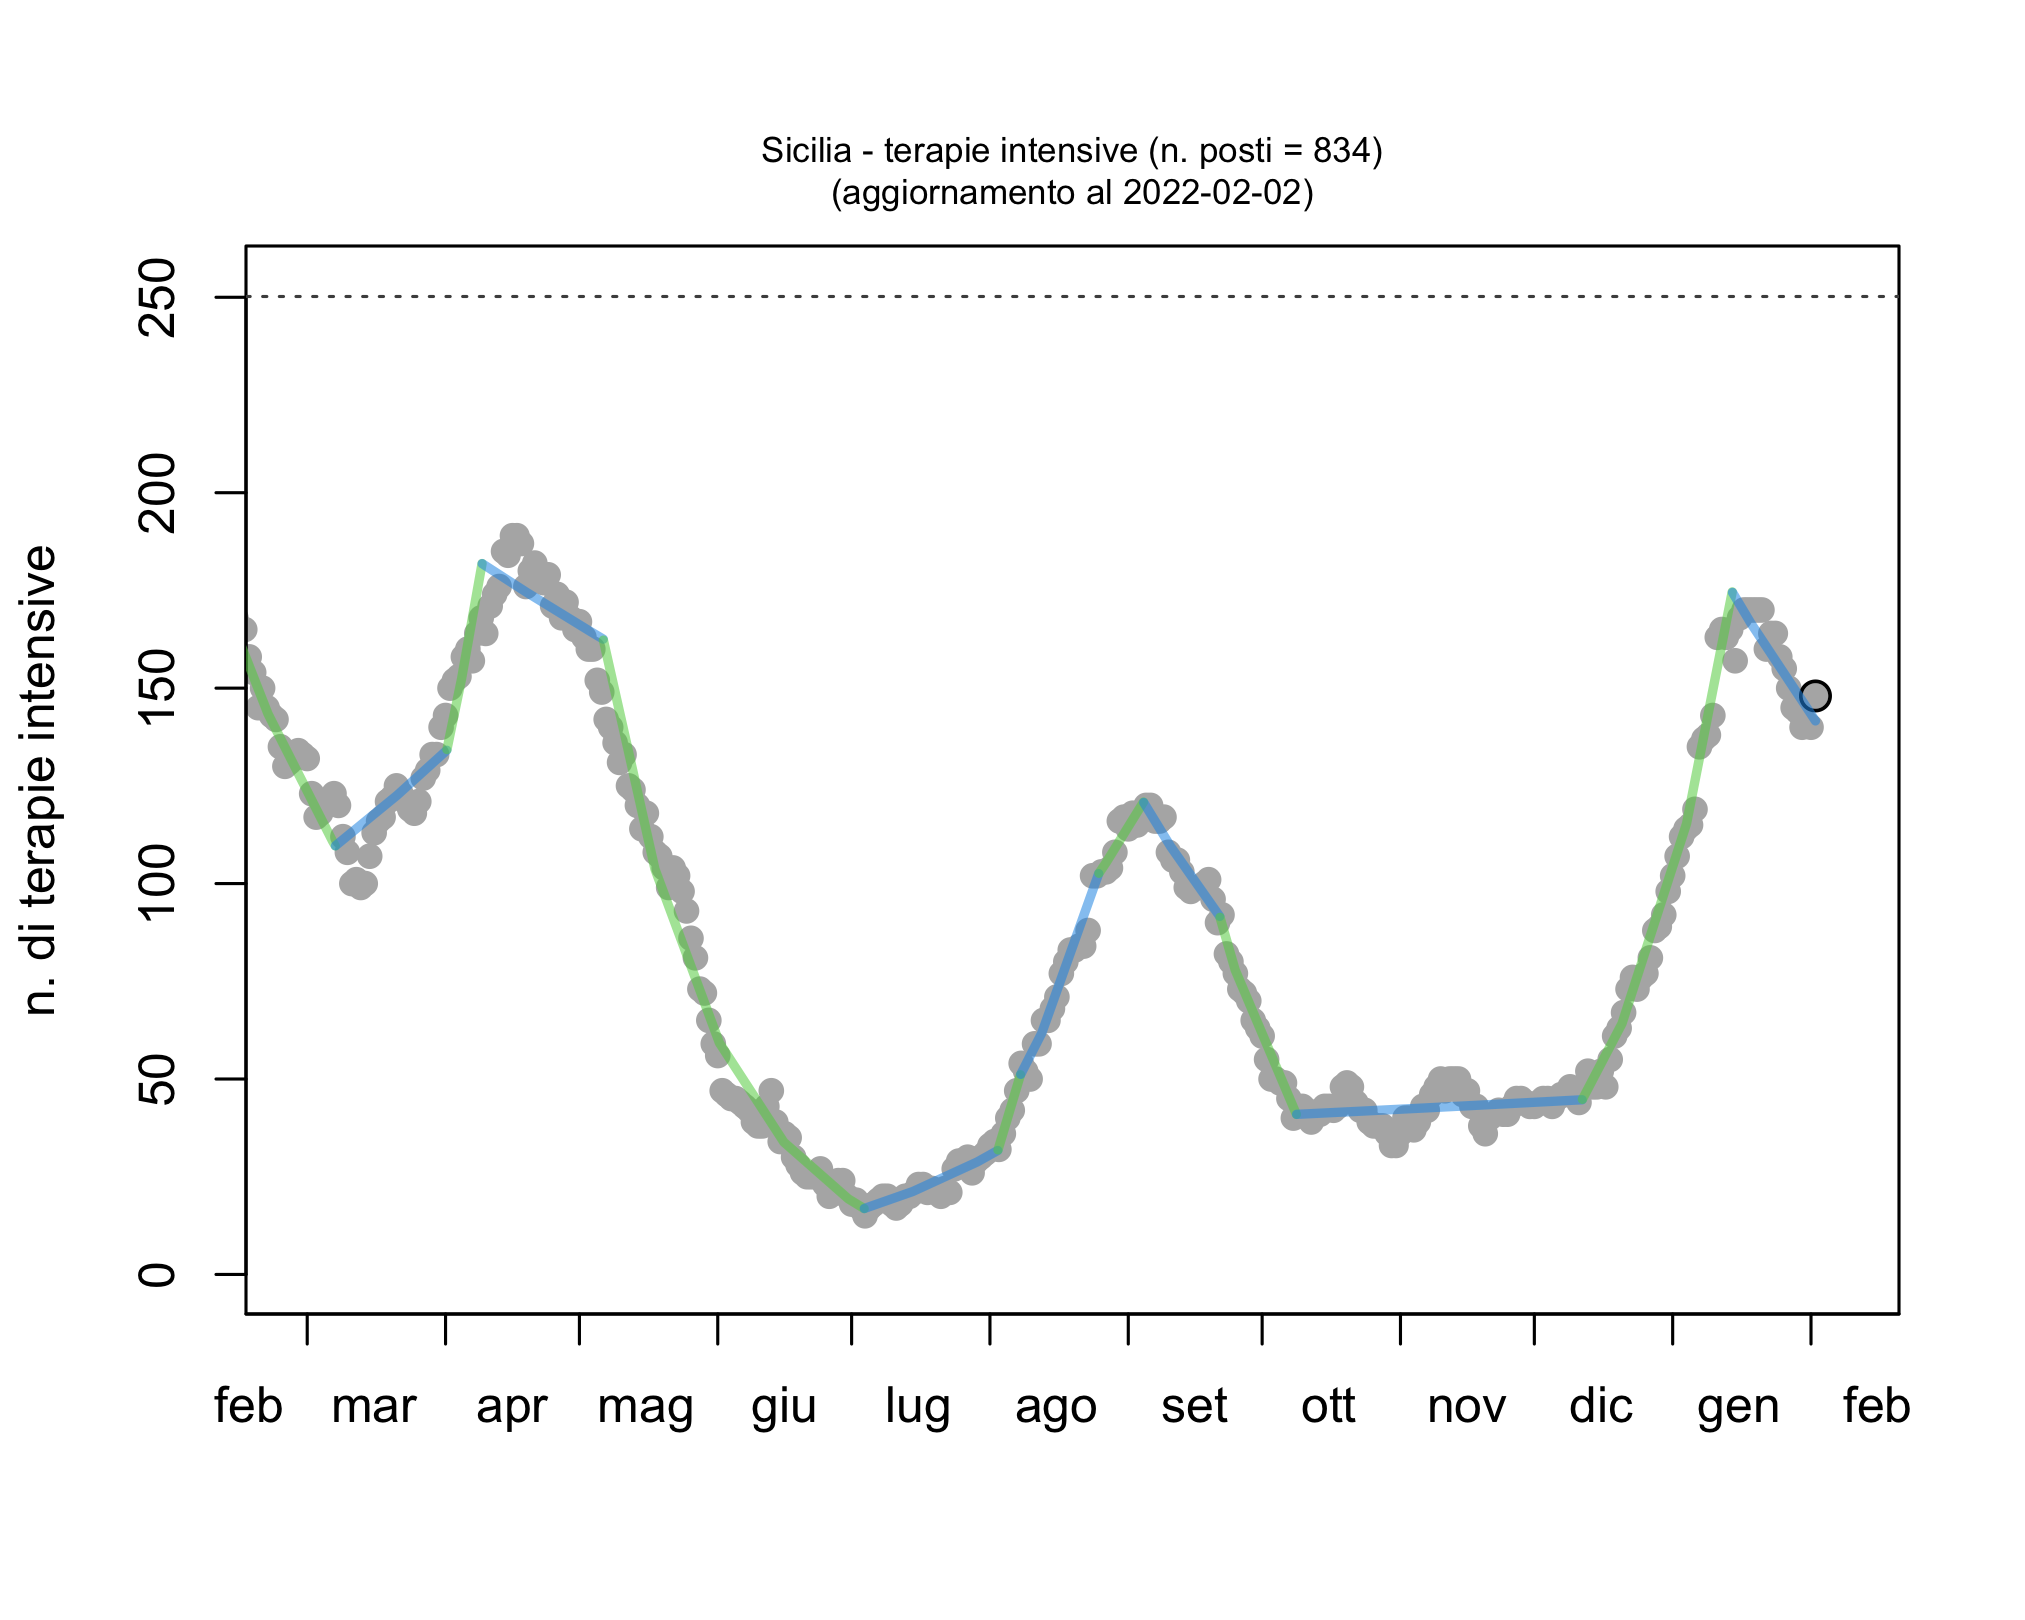 Sicilia - terapie intensive (n. posti = 834)
(aggiornamento al 2022-02-02)
n. di terapie intensive
250
200
150
100
50
0
feb mar apr mag giu lug ago set ott nov dic gen feb